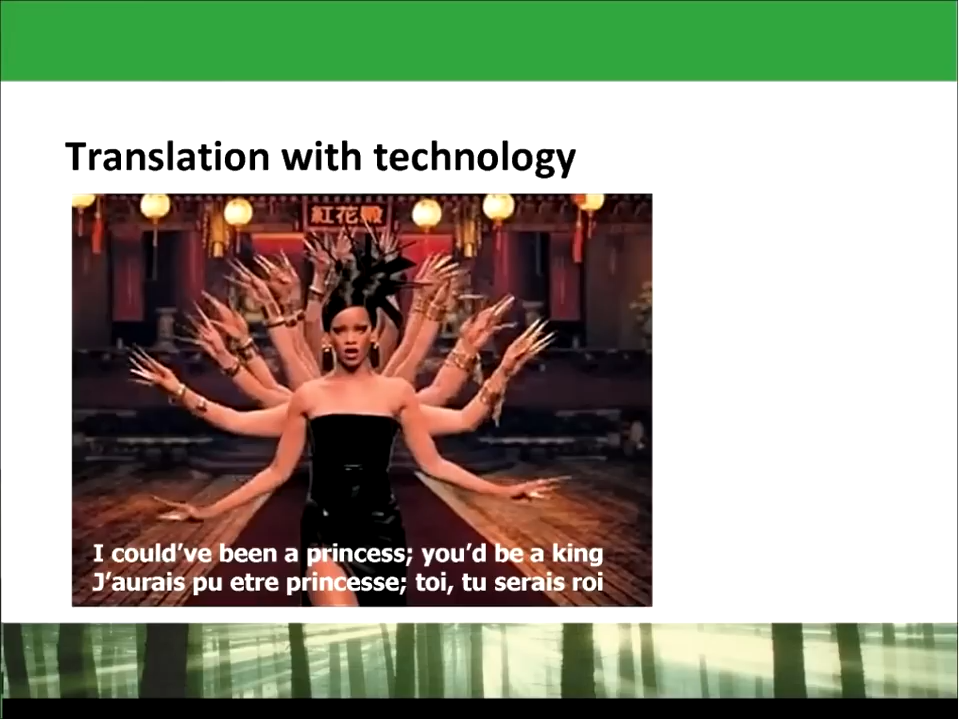 Translation with technology
紅花殿
I could've been a princess; you'd be a king
J'aurais pu etre princesse; toi, tu serais roi